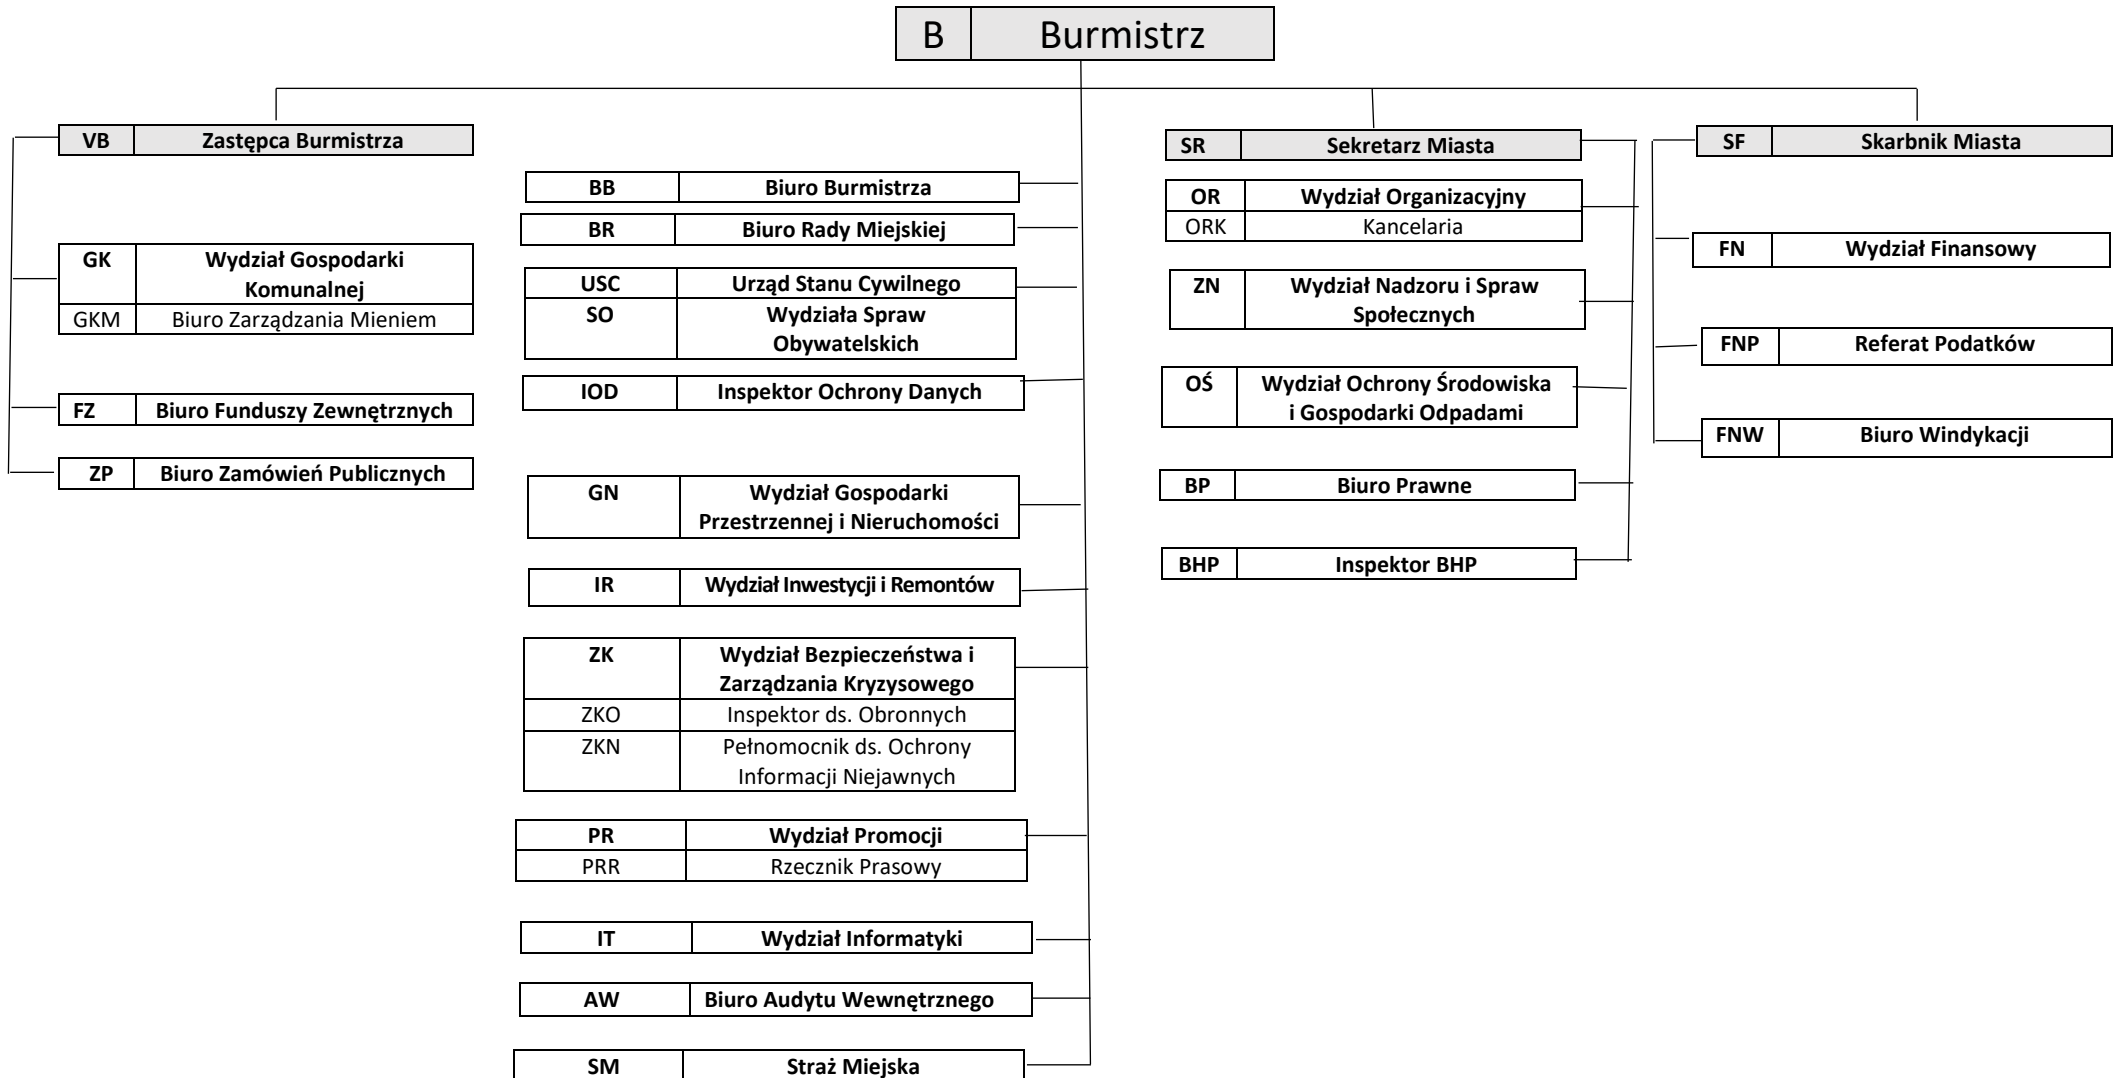 B Burmistrz
VB Zastępca Burmistrza
GK Wydział Gospodarki
Komunalnej
GKM Biuro Zarządzania Mieniem
FZ Biuro Funduszy Zewnętrznych
ZP Biuro Zamówień Publicznych
BB Biuro Burmistrza
BR Biuro Rady Miejskiej
USC Urząd Stanu Cywilnego
SO Wydziała Spraw
Obywatelskich
IOD Inspektor Ochrony Danych
GN Wydział Gospodarki
Przestrzennej i Nieruchomości
IR Wydział Inwestycji i Remontów
ZK Wydział Bezpieczeństwa i
Zarządzania Kryzysowego
ZKO Inspektor ds. Obronnych
ZKN Pełnomocnik ds. Ochrony
Informacji Niejawnych
PR Wydział Promocji
PRR Rzecznik Prasowy
IT Wydział Informatyki
AW Biuro Audytu Wewnętrznego
SM Straż Miejska
SR Sekretarz Miasta
OR Wydział Organizacyjny
ORK Kancelaria
ZN Wydział Nadzoru i Spraw
Społecznych
OŚ Wydział Ochrony Środowiska
i Gospodarki Odpadami
BP Biuro Prawne
BHP Inspektor BHP
SF Skarbnik Miasta
FN Wydział Finansowy
FNP Referat Podatków
FNW Biuro Windykacji